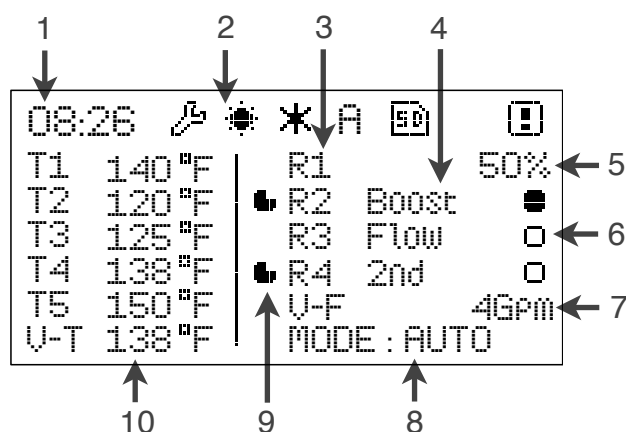 1 2 3 4
08:26 A SD !
T1 140°F R1 50% 5
T2 120°F R2 Boost
T3 125°F R3 Flow 6
T4 138°F R4 2nd
T5 150°F V-F 4Gpm 7
V-T 138°F MODE : AUTO
10 9 8